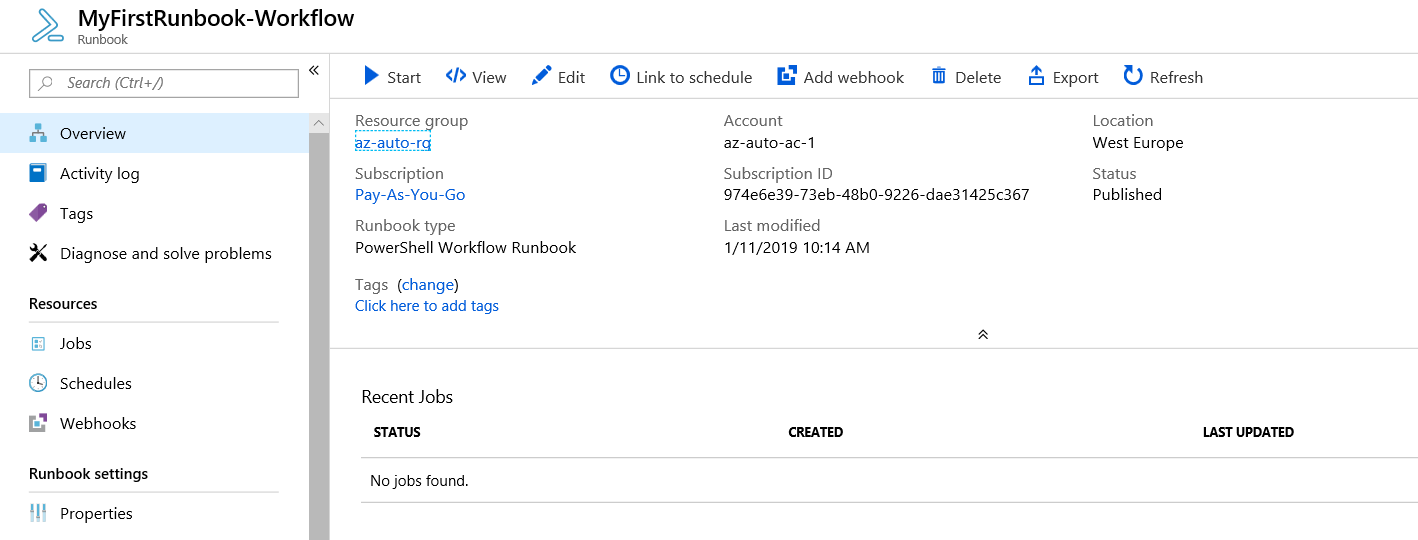 MyFirstRunbook-Workflow
Runbook
Search (Ctrl+/)
Overview
Activity log
Tags
Diagnose and solve problems
Resources
Jobs
Schedules
Webhooks
Runbook settings
Properties
Start View Edit Link to schedule Add webhook Delete Export Refresh
Resource group Account Location
az-auto-rg az-auto-ac-1 West Europe
Subscription Subscription ID Status
Pay-As-You-Go 974e6e39-73eb-48b0-9226-dae31425c367 Published
Runbook type Last modified
PowerShell Workflow Runbook 1/11/2019 10:14 AM
Tags (change)
Click here to add tags
Recent Jobs
STATUS CREATED LAST UPDATED
No jobs found.